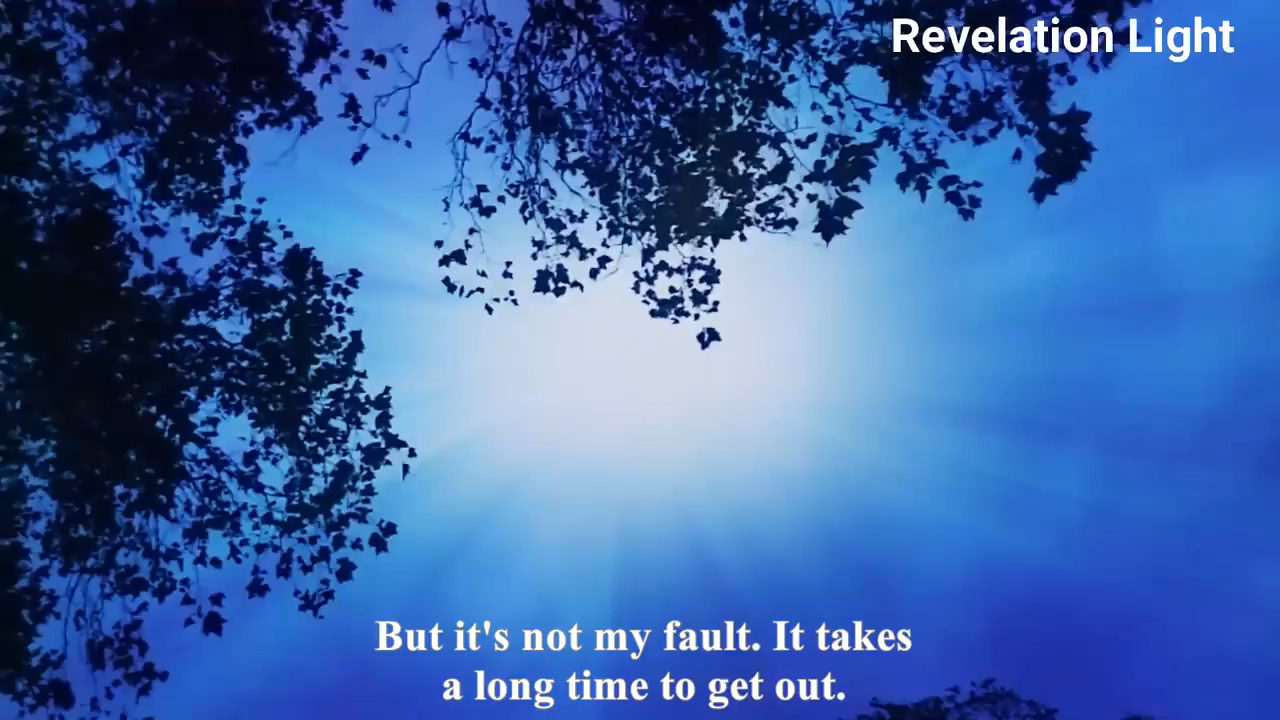 Revelation Light
But it's not my fault. It takes
a long time to get out.